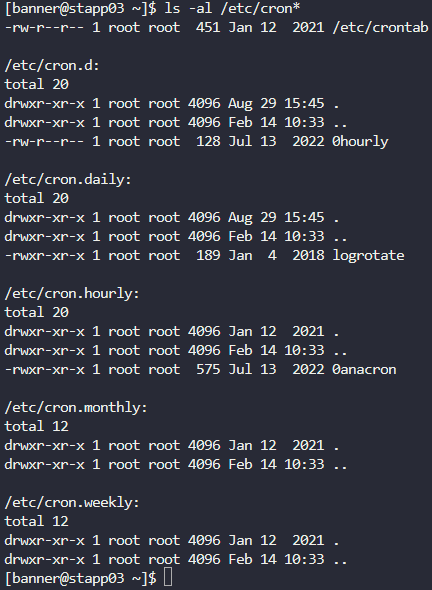 [banner@stapp03 ~]$ ls -al /etc/cron*
-rw-r--r-- 1 root root  451 Jan 12  2021 /etc/crontab

/etc/cron.d:
total 20
drwxr-xr-x 1 root root 4096 Aug 29 15:45 .
drwxr-xr-x 1 root root 4096 Feb 14 10:33 ..
-rw-r--r-- 1 root root  128 Jul 13  2022 0hourly

/etc/cron.daily:
total 20
drwxr-xr-x 1 root root 4096 Aug 29 15:45 .
drwxr-xr-x 1 root root 4096 Feb 14 10:33 ..
-rwxr-xr-x 1 root root  189 Jan  4  2018 logrotate

/etc/cron.hourly:
total 20
drwxr-xr-x 1 root root 4096 Jan 12  2021 .
drwxr-xr-x 1 root root 4096 Feb 14 10:33 ..
-rwxr-xr-x 1 root root  575 Jul 13  2022 0anacron

/etc/cron.monthly:
total 12
drwxr-xr-x 1 root root 4096 Jan 12  2021 .
drwxr-xr-x 1 root root 4096 Feb 14 10:33 ..

/etc/cron.weekly:
total 12
drwxr-xr-x 1 root root 4096 Jan 12  2021 .
drwxr-xr-x 1 root root 4096 Feb 14 10:33 ..
[banner@stapp03 ~]$